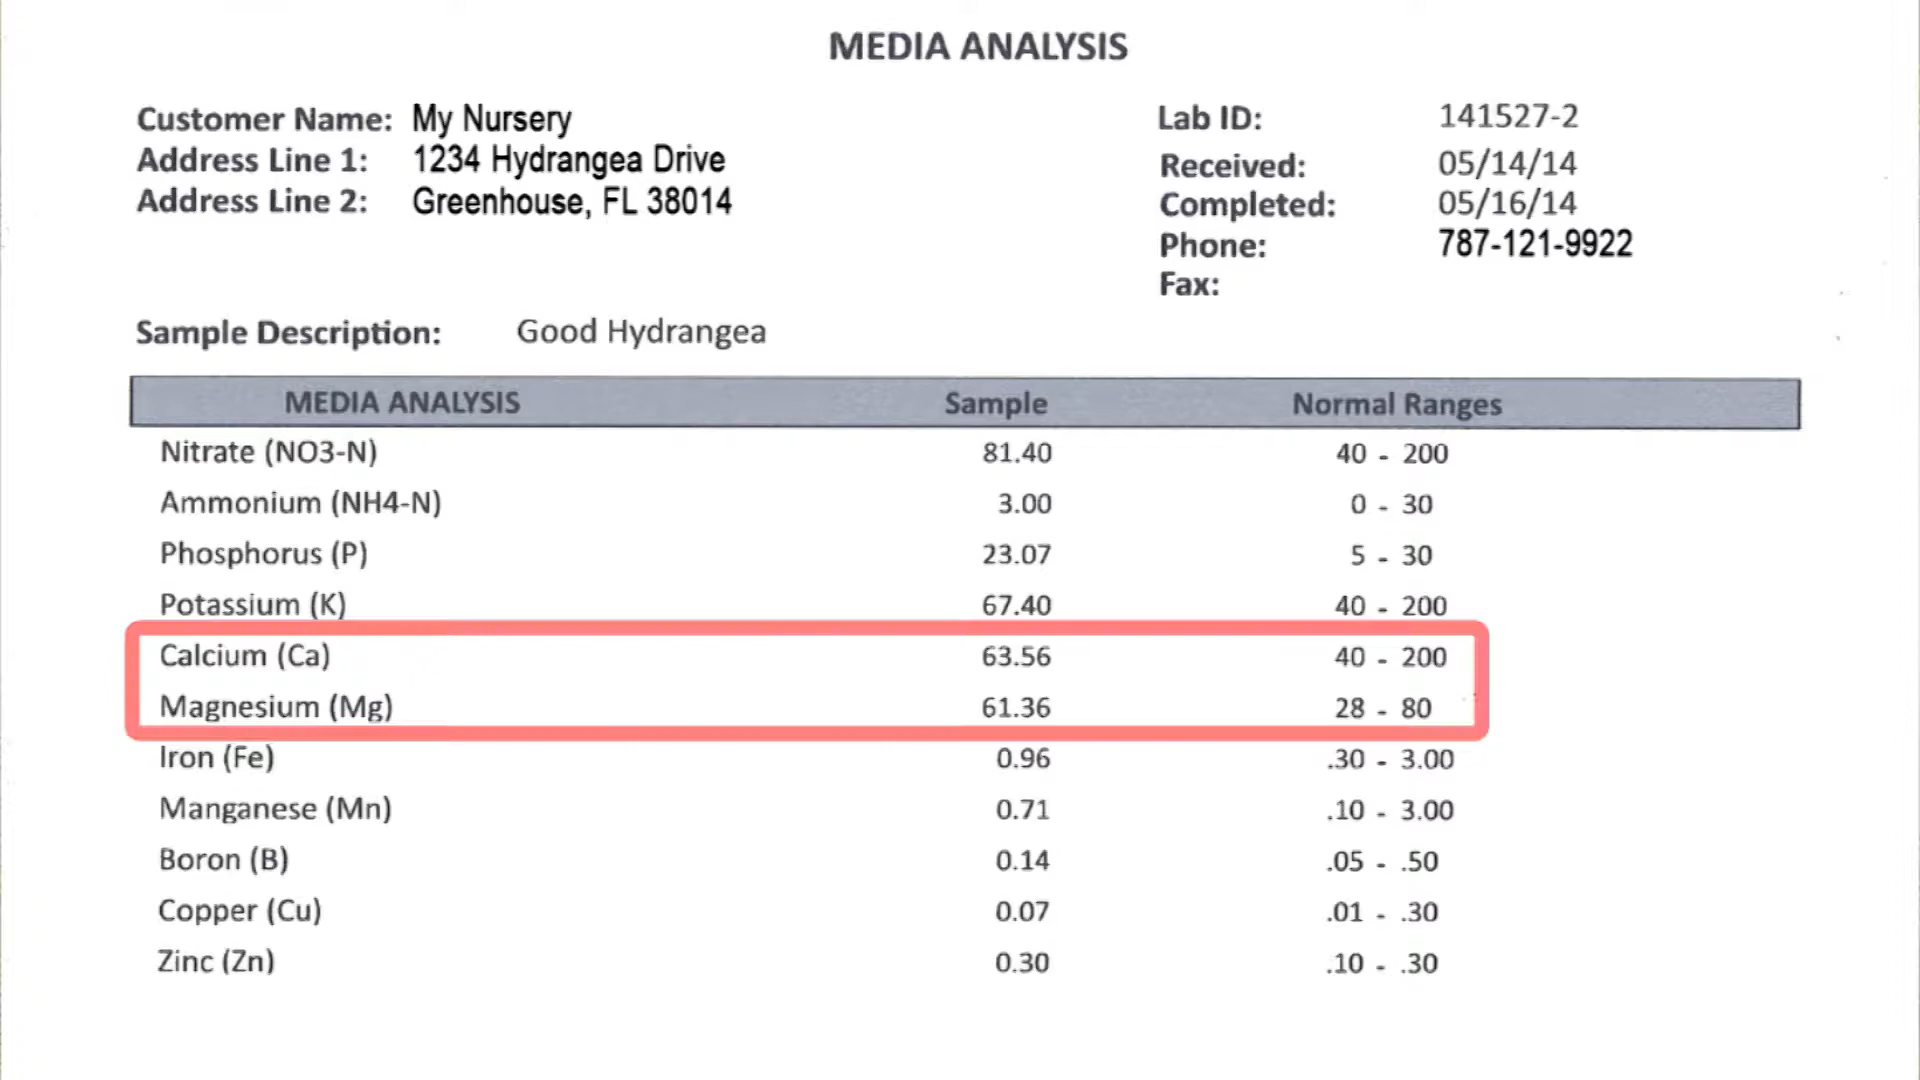 MEDIA ANALYSIS
Customer Name: My Nursery
Address Line 1: 1234 Hydrangea Drive
Address Line 2: Greenhouse, FL 38014
Lab ID: 141527-2
Received: 05/14/14
Completed: 05/16/14
Phone: 787-121-9922
Fax:
Sample Description: Good Hydrangea
MEDIA ANALYSIS Sample Normal Ranges
Nitrate (NO3-N) 81.40 40 - 200
Ammonium (NH4-N) 3.00 0 - 30
Phosphorus (P) 23.07 5 - 30
Potassium (K) 67.40 40 - 200
Calcium (Ca) 63.56 40 - 200
Magnesium (Mg) 61.36 28 - 80
Iron (Fe) 0.96 .30 - 3.00
Manganese (Mn) 0.71 .10 - 3.00
Boron (B) 0.14 .05 - .50
Copper (Cu) 0.07 .01 - .30
Zinc (Zn) 0.30 .10 - .30